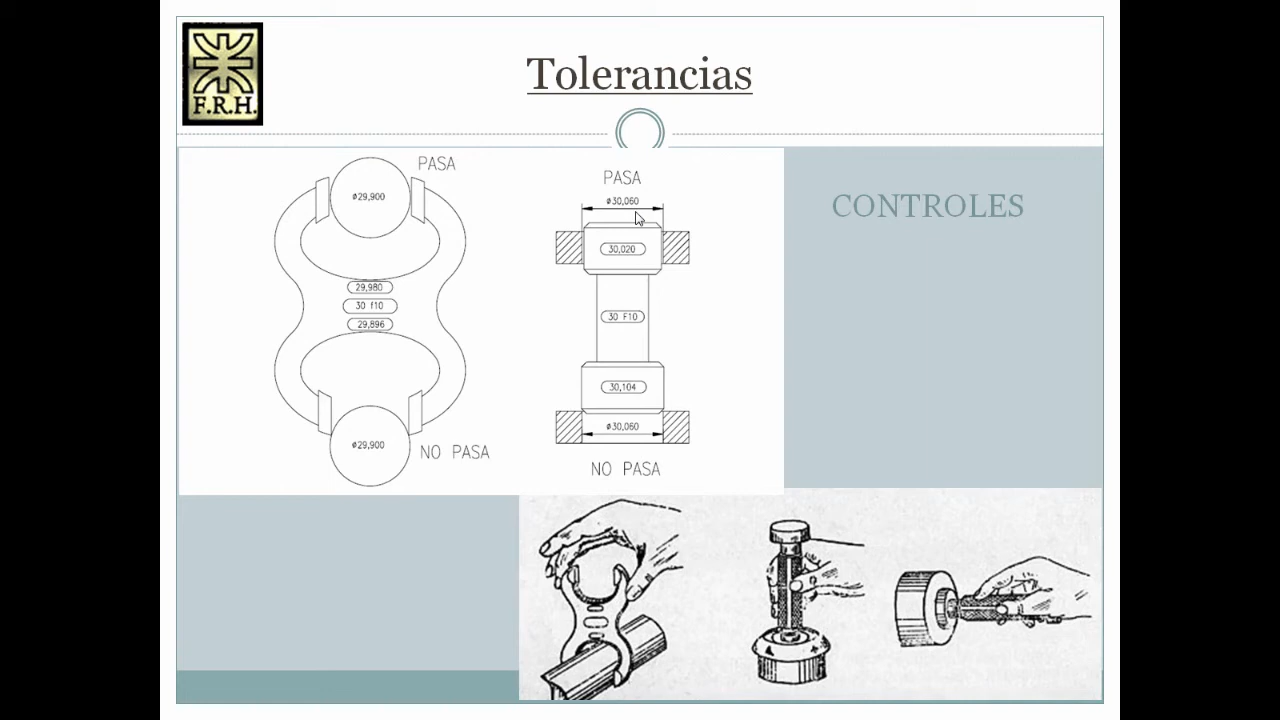 F.R.H.
Tolerancias
PASA
ø29,900
29,980
30 f10
29,896
ø29,900
NO PASA
PASA
ø30,060
30,020
30 F10
30,104
ø30,060
NO PASA
CONTROLES